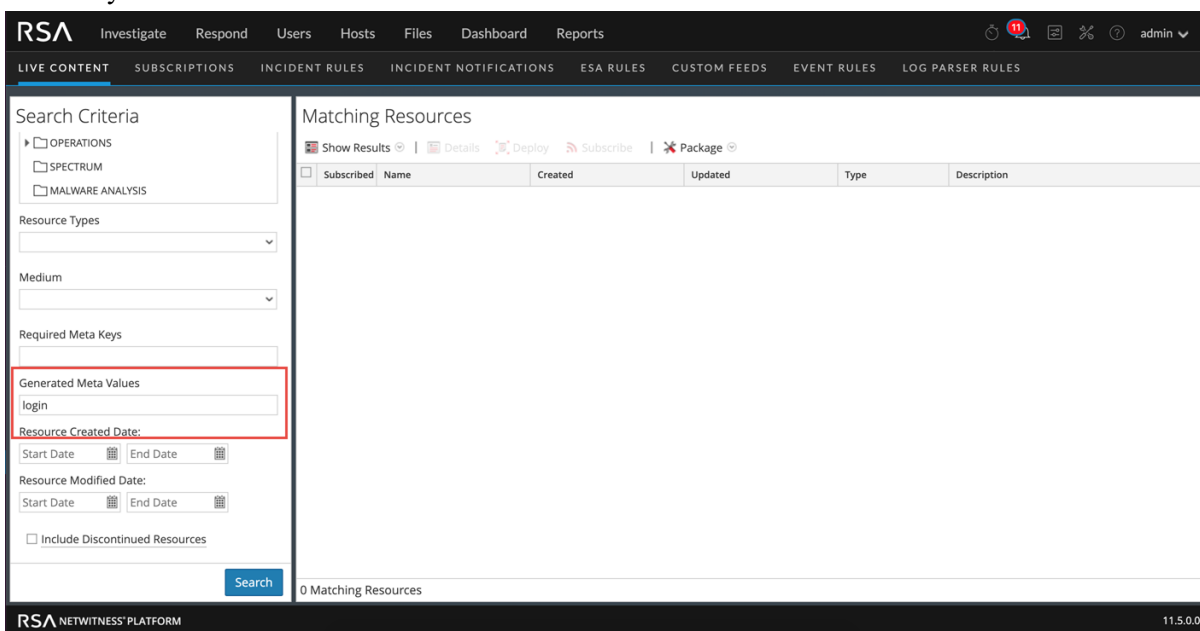 RSA Investigate Respond Users Hosts Files Dashboard Reports 11 admin
LIVE CONTENT SUBSCRIPTIONS INCIDENT RULES INCIDENT NOTIFICATIONS ESA RULES CUSTOM FEEDS EVENT RULES LOG PARSER RULES
Search Criteria
OPERATIONS
SPECTRUM
MALWARE ANALYSIS
Resource Types
Medium
Required Meta Keys
Generated Meta Values
login
Resource Created Date:
Start Date End Date
Resource Modified Date:
Start Date End Date
Include Discontinued Resources
Search
Matching Resources
Show Results | Details Deploy Subscribe | Package
Subscribed Name Created Updated Type Description
0 Matching Resources
RSA NETWITNESS® PLATFORM 11.5.0.0